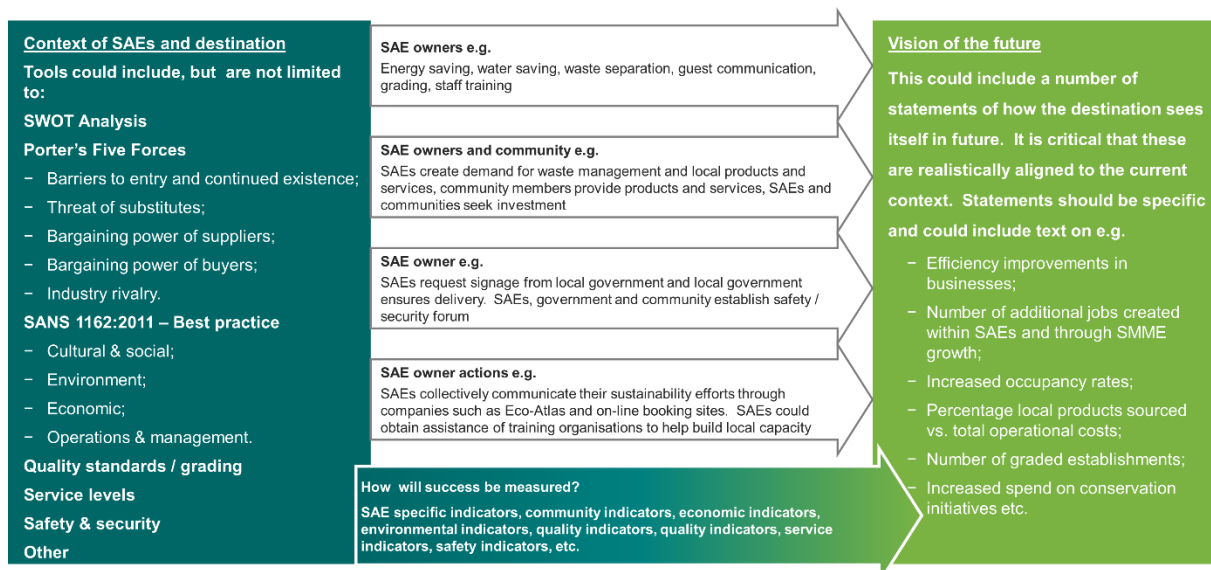 Context of SAEs and destination
Tools could include, but are not limited
to:
SWOT Analysis
Porter's Five Forces
− Barriers to entry and continued existence;
− Threat of substitutes;
− Bargaining power of suppliers;
− Bargaining power of buyers;
− Industry rivalry.
SANS 1162:2011 – Best practice
− Cultural & social;
− Environment;
− Economic;
− Operations & management.
Quality standards / grading
Service levels
Safety & security
Other
SAE owners e.g.
Energy saving, water saving, waste separation, guest communication,
grading, staff training
SAE owners and community e.g.
SAEs create demand for waste management and local products and
services, community members provide products and services, SAEs and
communities seek investment
SAE owner e.g.
SAEs request signage from local government and local government
ensures delivery. SAEs, government and community establish safety /
security forum
SAE owner actions e.g.
SAEs collectively communicate their sustainability efforts through
companies such as Eco-Atlas and on-line booking sites. SAEs could
obtain assistance of training organisations to help build local capacity
How will success be measured?
SAE specific indicators, community indicators, economic indicators,
environmental indicators, quality indicators, quality indicators, service
indicators, safety indicators, etc.
Vision of the future
This could include a number of
statements of how the destination sees
itself in future. It is critical that these
are realistically aligned to the current
context. Statements should be specific
and could include text on e.g.
− Efficiency improvements in
businesses;
− Number of additional jobs created
within SAEs and through SMME
growth;
− Increased occupancy rates;
− Percentage local products sourced
vs. total operational costs;
− Number of graded establishments;
− Increased spend on conservation
initiatives etc.